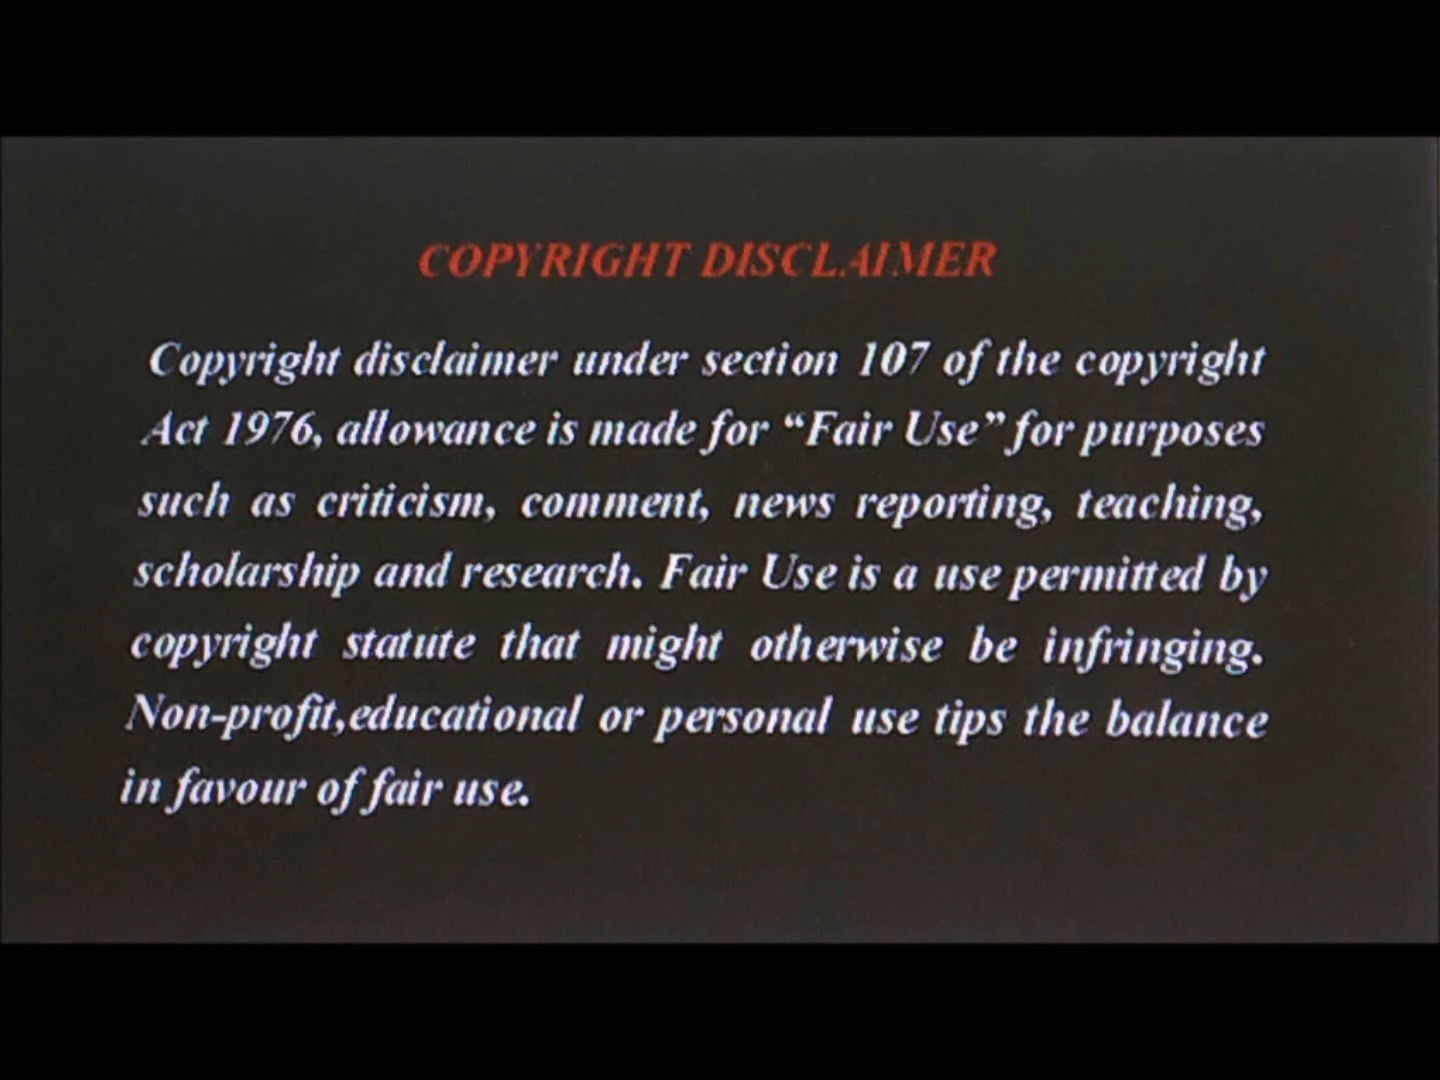 COPYRIGHT DISCLAIMER
Copyright disclaimer under section 107 of the copyright
Act 1976, allowance is made for “Fair Use” for purposes
such as criticism, comment, news reporting, teaching,
scholarship and research. Fair Use is a use permitted by
copyright statute that might otherwise be infringing.
Non-profit,educational or personal use tips the balance
in favour of fair use.